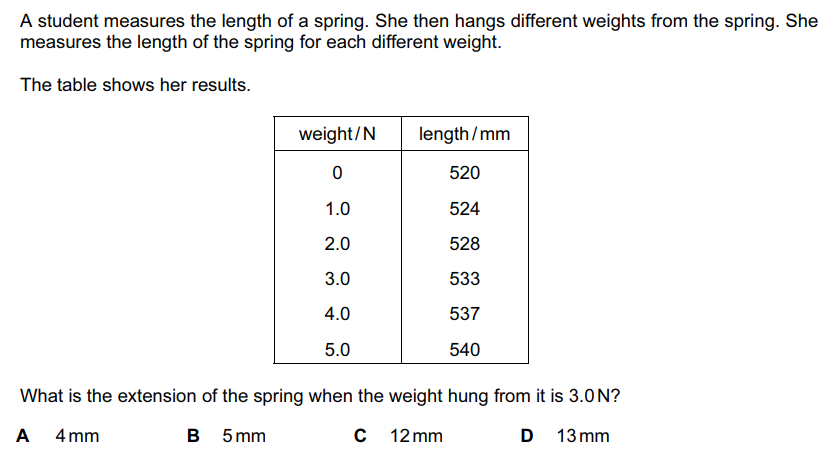 A student measures the length of a spring. She then hangs different weights from the spring. She
measures the length of the spring for each different weight.
The table shows her results.
weight/N length/mm
0 520
1.0 524
2.0 528
3.0 533
4.0 537
5.0 540
What is the extension of the spring when the weight hung from it is 3.0N?
A 4mm B 5mm C 12mm D 13mm